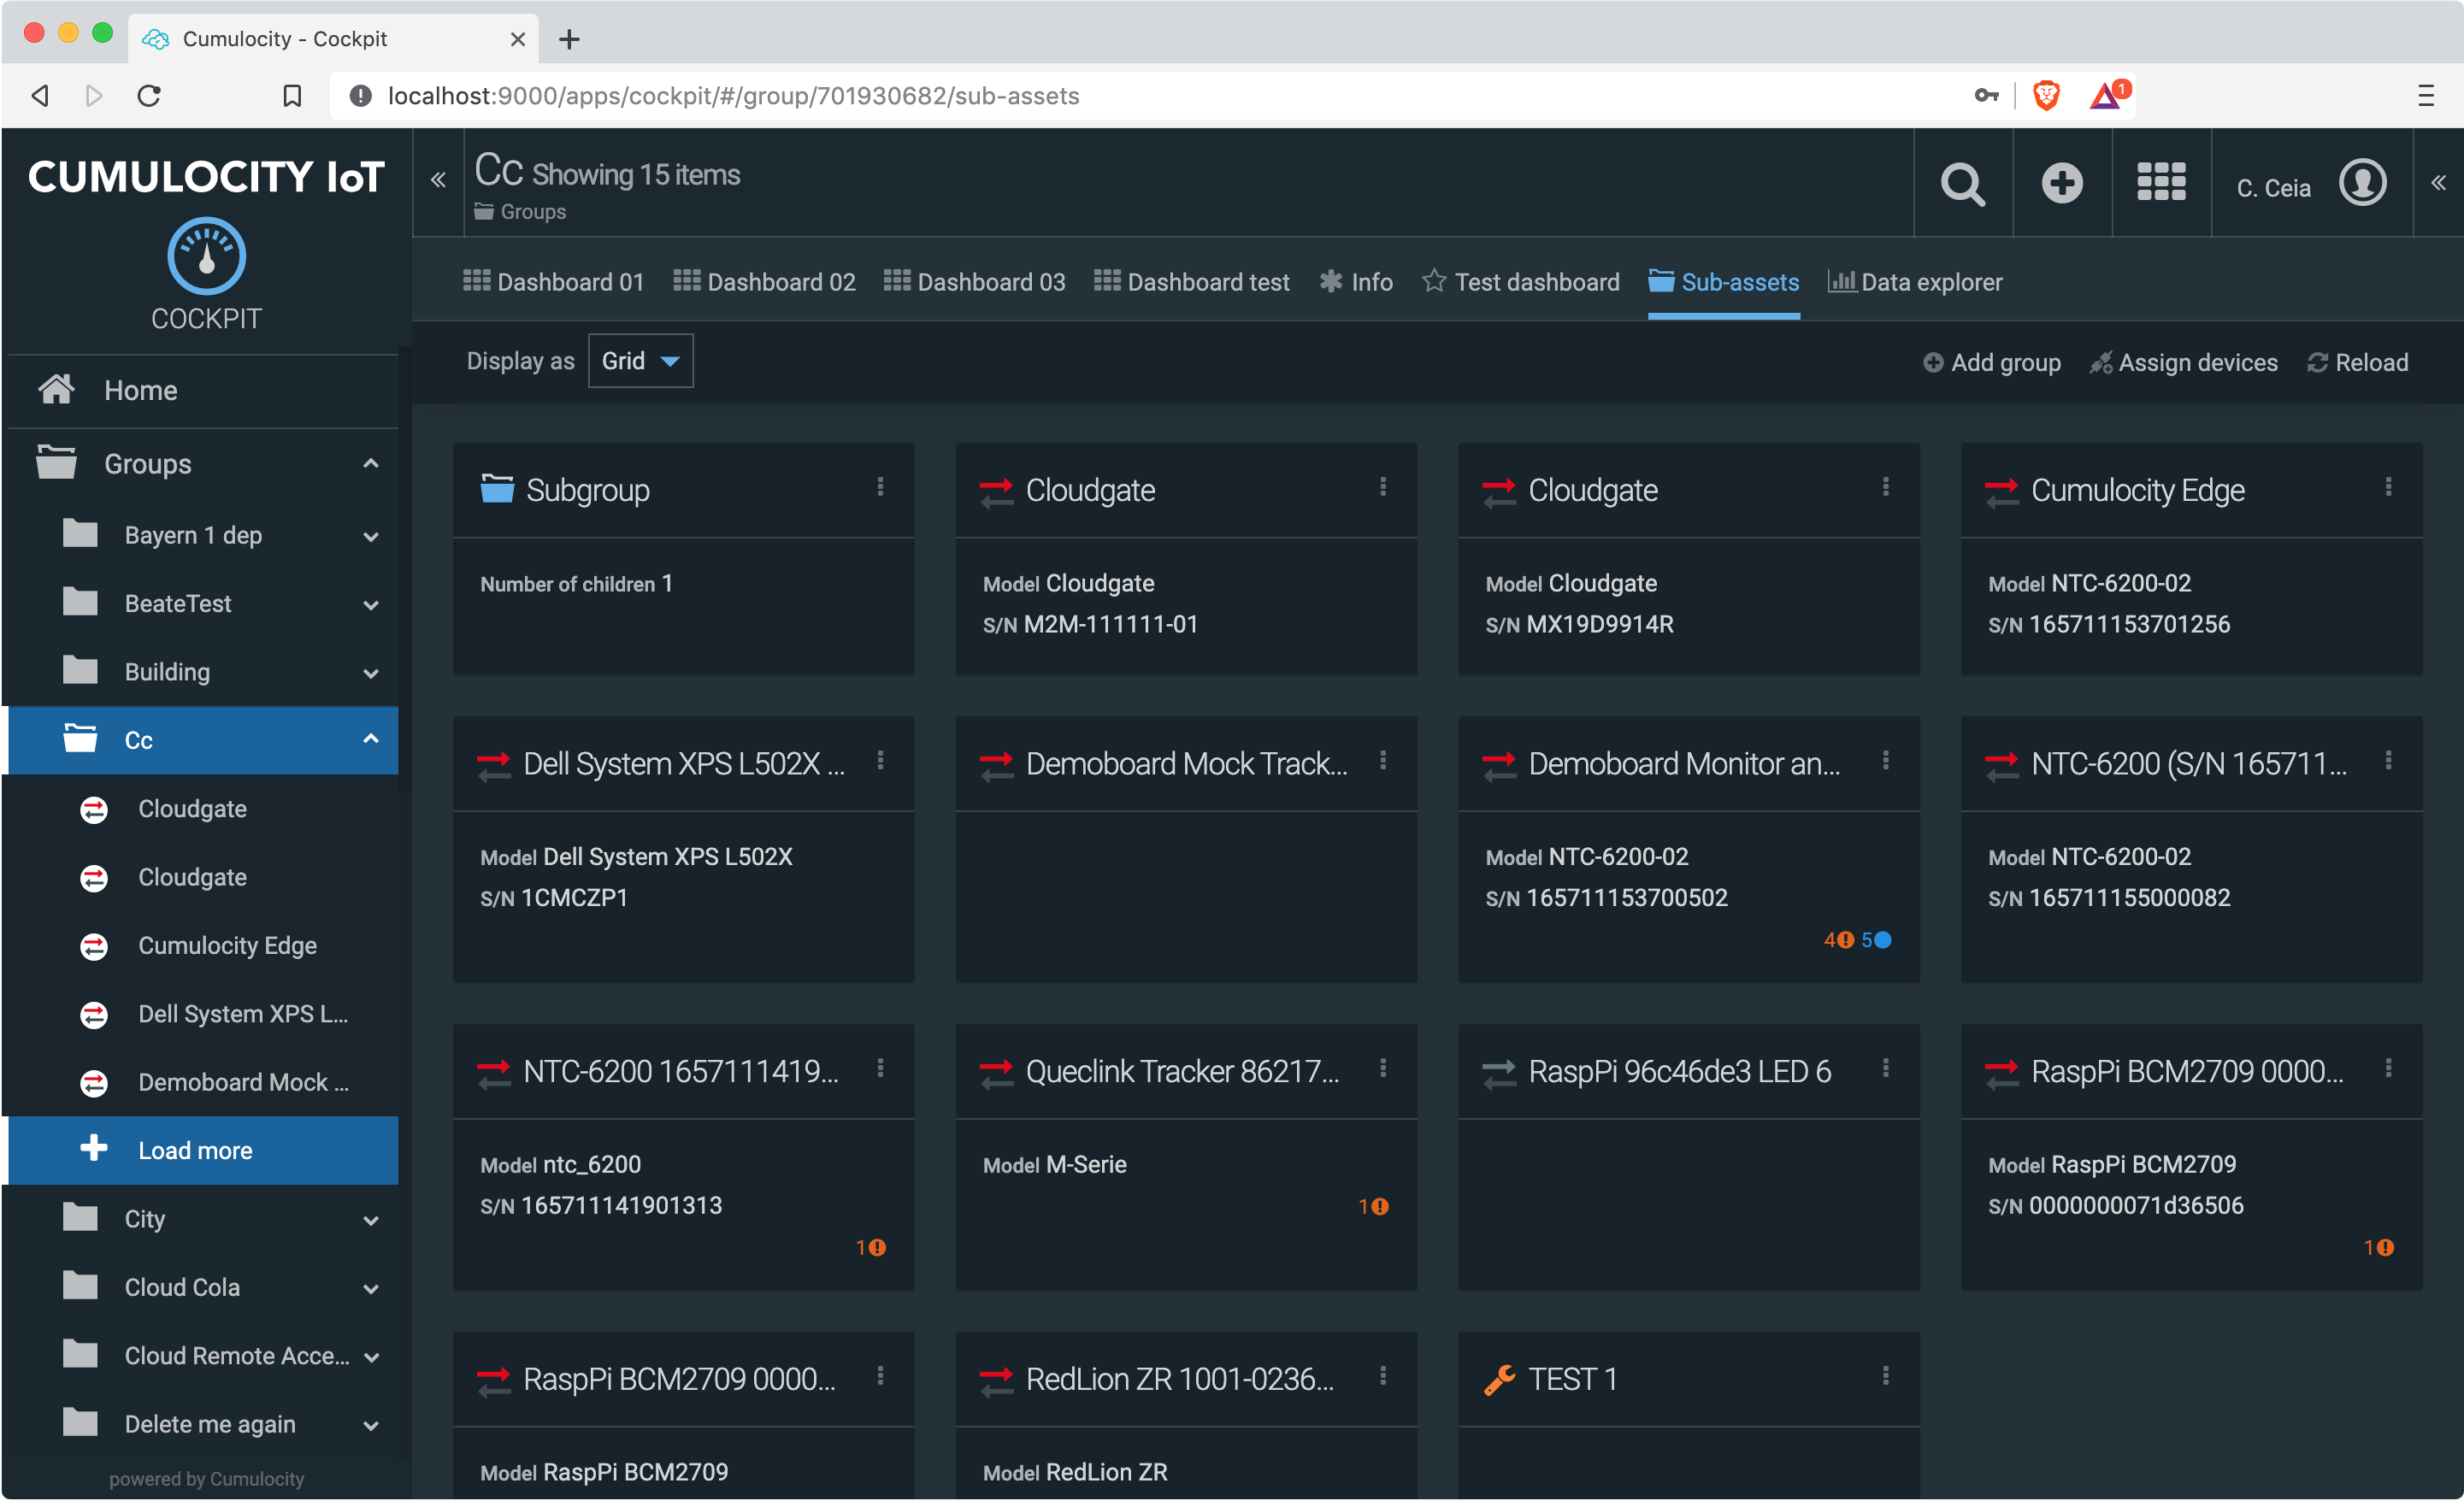 Cumulocity - Cockpit
localhost:9000/apps/cockpit/#/group/701930682/sub-assets
1
CUMULOCITY IoT
COCKPIT
Home
Groups
Bayern 1 dep
BeateTest
Building
Cc
Cloudgate
Cloudgate
Cumulocity Edge
Dell System XPS L...
Demoboard Mock ...
Load more
City
Cloud Cola
Cloud Remote Acce...
Delete me again
powered by Cumulocity
Cc Showing 15 items
Groups
C. Ceia
Dashboard 01 Dashboard 02 Dashboard 03 Dashboard test Info Test dashboard Sub-assets Data explorer
Display as Grid
Add group Assign devices Reload
Subgroup
Number of children 1
Cloudgate
Model Cloudgate
S/N M2M-111111-01
Cloudgate
Model Cloudgate
S/N MX19D9914R
Cumulocity Edge
Model NTC-6200-02
S/N 165711153701256
Dell System XPS L502X ...
Model Dell System XPS L502X
S/N 1CMCZP1
Demoboard Mock Track...
Demoboard Monitor an...
Model NTC-6200-02
S/N 165711153700502
4 5
NTC-6200 (S/N 165711...
Model NTC-6200-02
S/N 165711155000082
NTC-6200 1657111419...
Model ntc_6200
S/N 165711141901313
1
Queclink Tracker 86217...
Model M-Serie
1
RaspPi 96c46de3 LED 6
RaspPi BCM2709 0000...
Model RaspPi BCM2709
S/N 0000000071d36506
1
RaspPi BCM2709 0000...
Model RaspPi BCM2709
RedLion ZR 1001-0236...
Model RedLion ZR
TEST 1